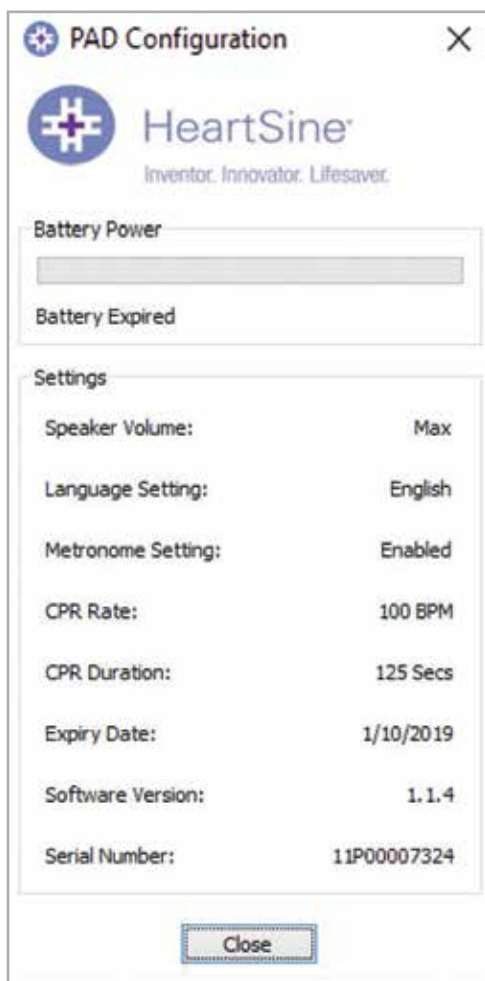 PAD Configuration
HeartSine
Inventor. Innovator. Lifesaver.
Battery Power
Battery Expired
Settings
Speaker Volume: Max
Language Setting: English
Metronome Setting: Enabled
CPR Rate: 100 BPM
CPR Duration: 125 Secs
Expiry Date: 1/10/2019
Software Version: 1.1.4
Serial Number: 11P00007324
Close